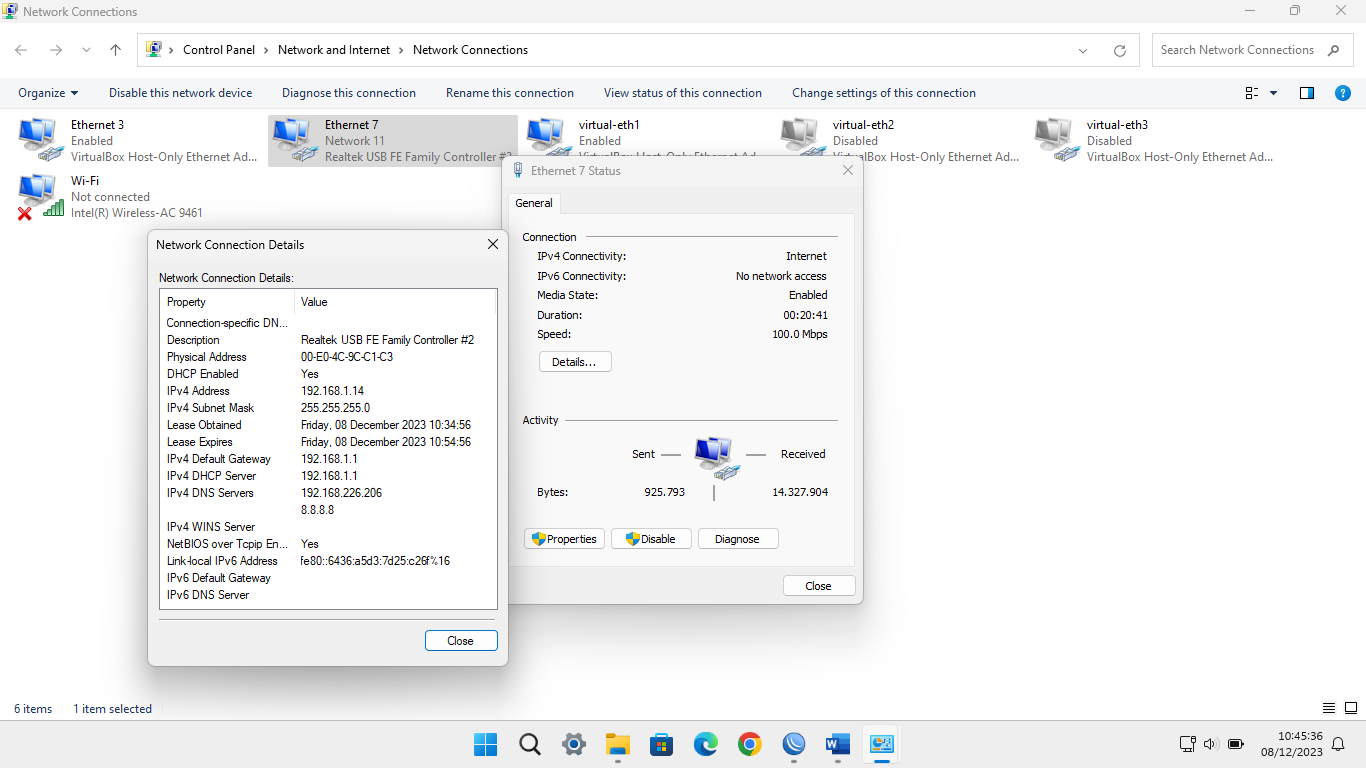 Network Connections
Control Panel > Network and Internet > Network Connections
Search Network Connections
Organize Disable this network device Diagnose this connection Rename this connection View status of this connection Change settings of this connection
Ethernet 3
Enabled
VirtualBox Host-Only Ethernet Ad...
Ethernet 7
Network 11
Realtek USB FE Family Controller #2
virtual-eth1
Enabled
VirtualBox Host-Only Ethernet Ad...
virtual-eth2
Disabled
VirtualBox Host-Only Ethernet Ad...
virtual-eth3
Disabled
VirtualBox Host-Only Ethernet Ad...
Wi-Fi
Not connected
Intel(R) Wireless-AC 9461
Ethernet 7 Status
General
Connection
IPv4 Connectivity: Internet
IPv6 Connectivity: No network access
Media State: Enabled
Duration: 00:20:41
Speed: 100.0 Mbps
Details...
Activity
Sent Received
Bytes: 925.793 14.327.904
Properties Disable Diagnose
Close
Network Connection Details
Network Connection Details:
Property Value
Connection-specific DN...
Description Realtek USB FE Family Controller #2
Physical Address 00-E0-4C-9C-C1-C3
DHCP Enabled Yes
IPv4 Address 192.168.1.14
IPv4 Subnet Mask 255.255.255.0
Lease Obtained Friday, 08 December 2023 10:34:56
Lease Expires Friday, 08 December 2023 10:54:56
IPv4 Default Gateway 192.168.1.1
IPv4 DHCP Server 192.168.1.1
IPv4 DNS Servers 192.168.226.206
8.8.8.8
IPv4 WINS Server
NetBIOS over Tcpip En... Yes
Link-local IPv6 Address fe80::6436:a5d3:7d25:c26f%16
IPv6 Default Gateway
IPv6 DNS Server
Close
6 items 1 item selected
10:45:36
08/12/2023